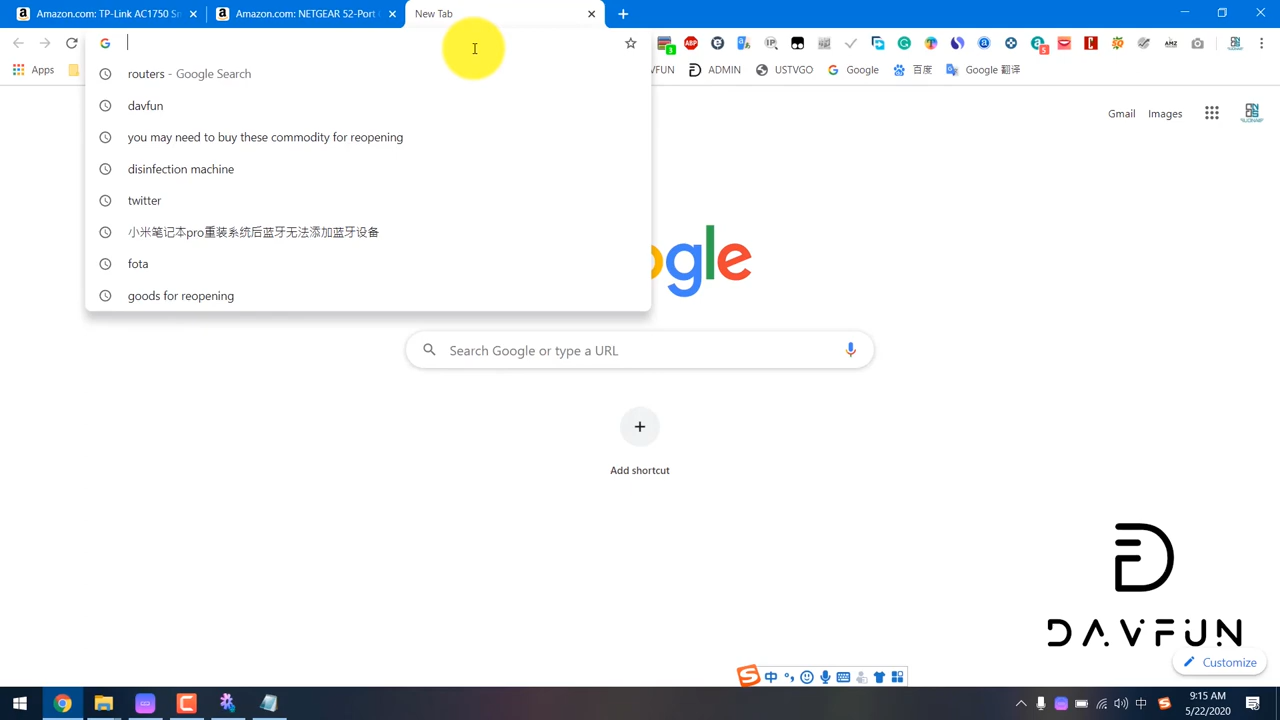 Amazon.com: TP-Link AC1750 Sm
Amazon.com: NETGEAR 52-Port
New Tab
routers - Google Search
davfun
you may need to buy these commodity for reopening
disinfection machine
twitter
小米笔记本pro重装系统后蓝牙无法添加蓝牙设备
fota
goods for reopening
Apps
VFUN
ADMIN
USTVGO
Google
百度
Google 翻译
Gmail
Images
ogle
Search Google or type a URL
Add shortcut
DAVFUN
Customize
中
9:15 AM
5/22/2020